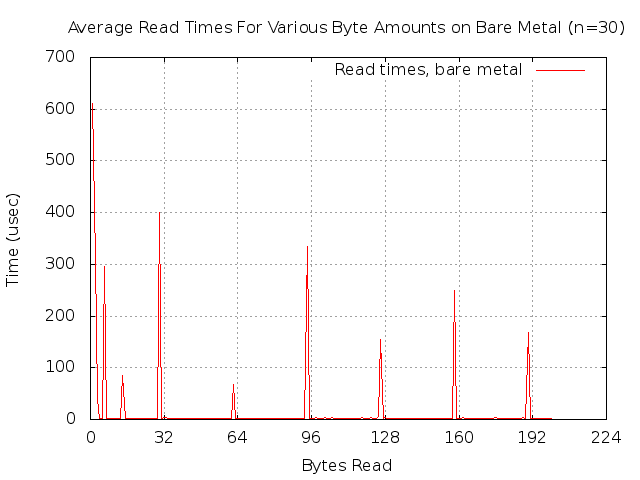 Average Read Times For Various Byte Amounts on Bare Metal (n=30)
Read times, bare metal
700
600
500
400
300
200
100
0
Time (usec)
0 32 64 96 128 160 192 224
Bytes Read